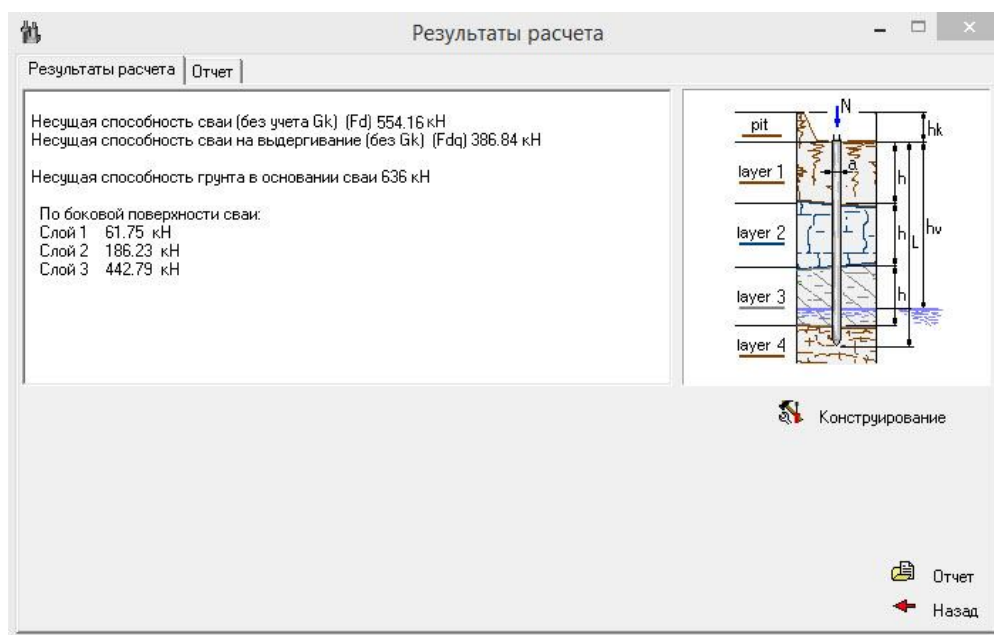 Результаты расчета
Результаты расчета Отчет
Несущая способность сваи (без учета Gk) (Fd) 554.16 кН
Несущая способность сваи на выдергивание (без Gk) (Fdq) 386.84 кН
Несущая способность грунта в основании сваи 636 кН
По боковой поверхности сваи:
Слой 1 61.75 кН
Слой 2 186.23 кН
Слой 3 442.79 кН
N
pit
hk
layer 1
a
h
layer 2
h
L
hv
layer 3
h
layer 4
Конструирование
Отчет
Назад